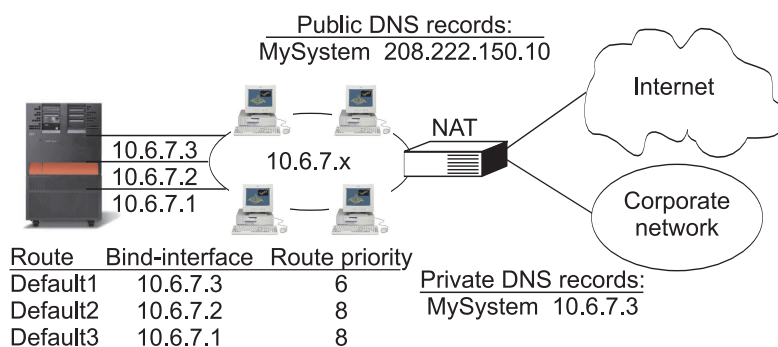 Public DNS records:
MySystem 208.222.150.10
Internet
NAT
10.6.7.3
10.6.7.2
10.6.7.1
10.6.7.x
Corporate
network
Route Bind-interface Route priority
Default1 10.6.7.3 6
Default2 10.6.7.2 8
Default3 10.6.7.1 8
Private DNS records:
MySystem 10.6.7.3